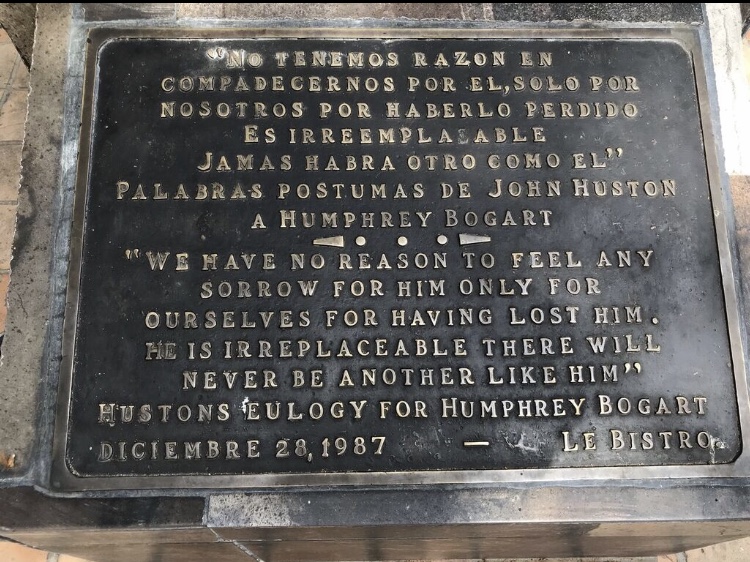 "No tenemos razon en
compadecernos por el, solo por
nosotros por haberlo perdido
Es irreemplasable
Jamas habra otro como el"
Palabras postumas de John Huston
a Humphrey Bogart
"We have no reason to feel any
sorrow for him only for
ourselves for having lost him.
He is irreplaceable there will
never be another like him"
Hustons eulogy for Humphrey Bogart
Diciembre 28, 1987 — Le Bistro